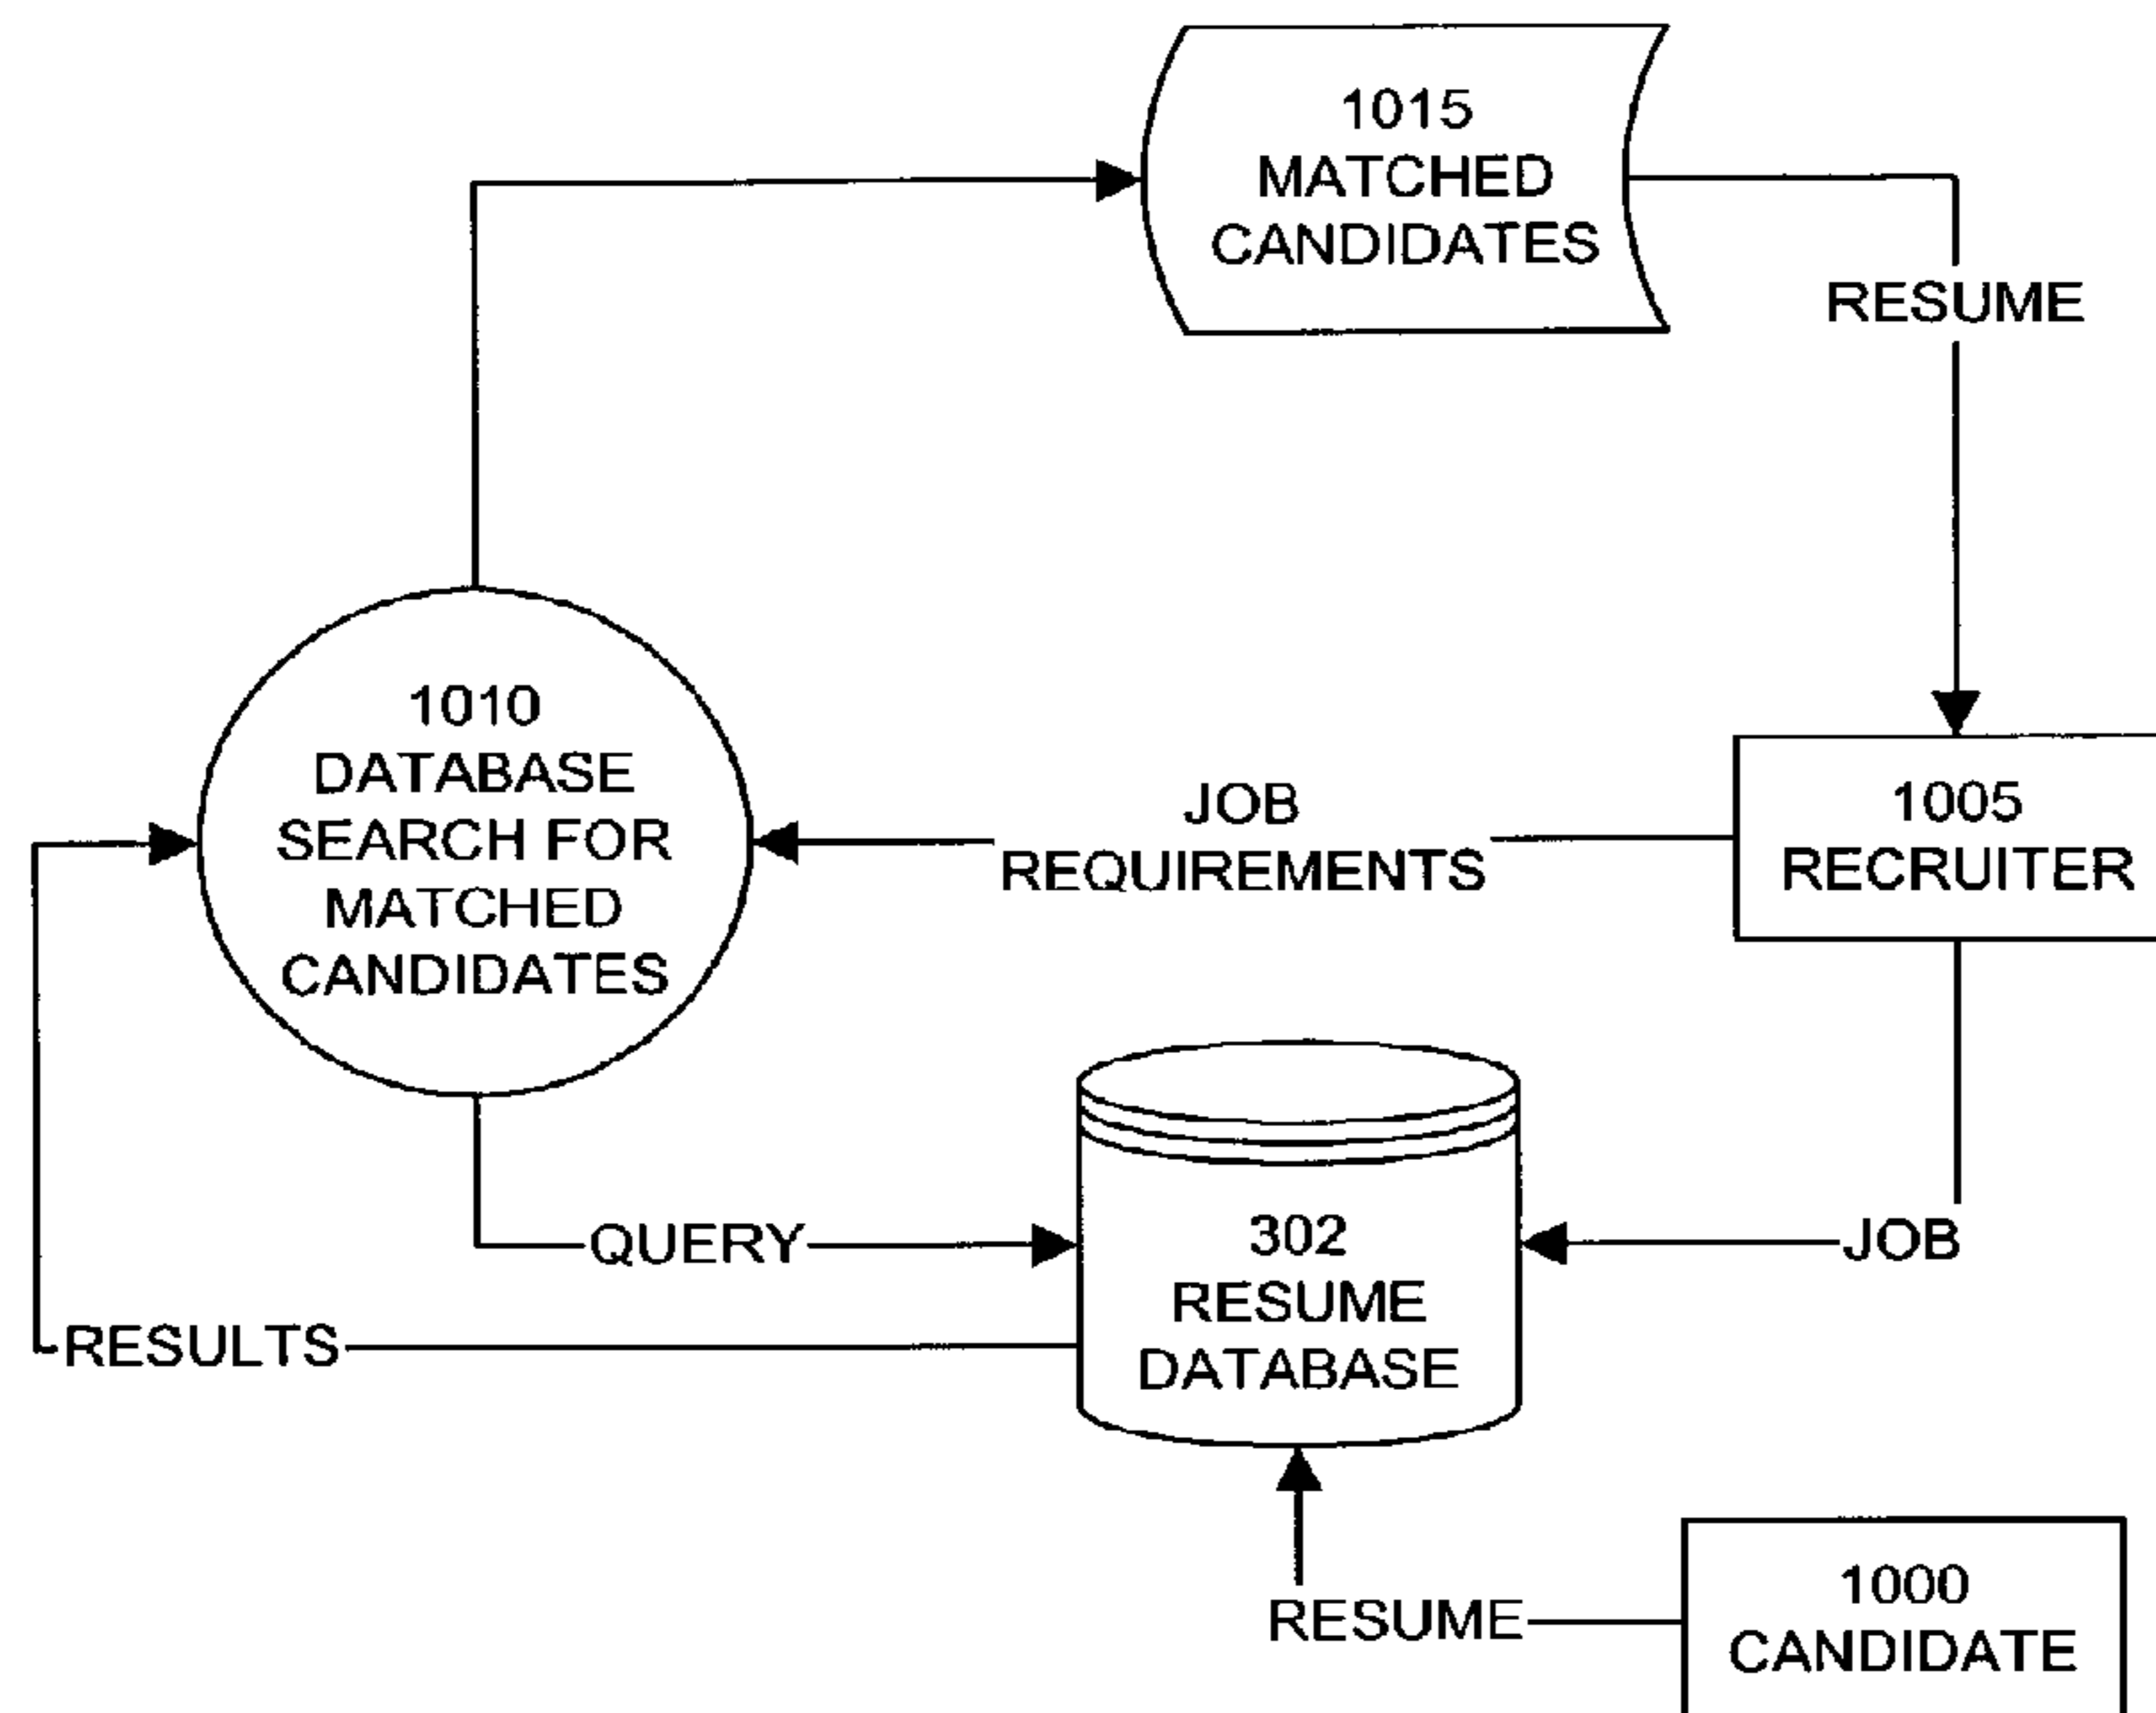 1015
MATCHED
CANDIDATES
RESUME
1010
DATABASE
SEARCH FOR
MATCHED
CANDIDATES
JOB
REQUIREMENTS
1005
RECRUITER
QUERY
302
RESUME
DATABASE
JOB
RESULTS
RESUME
1000
CANDIDATE